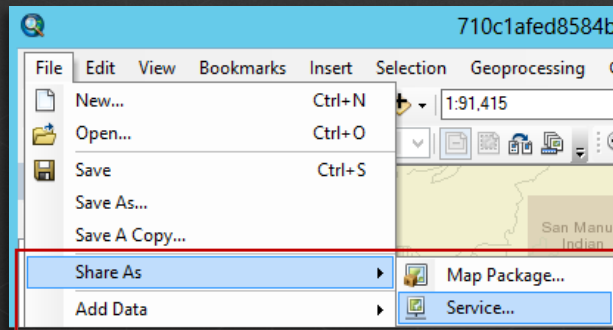 710c1afed8584b
File Edit View Bookmarks Insert Selection Geoprocessing
New... Ctrl+N
1:91,415
Open... Ctrl+O
Save Ctrl+S
Save As...
Save A Copy...
San Manu
Indian
Share As
Map Package...
Add Data
Service...